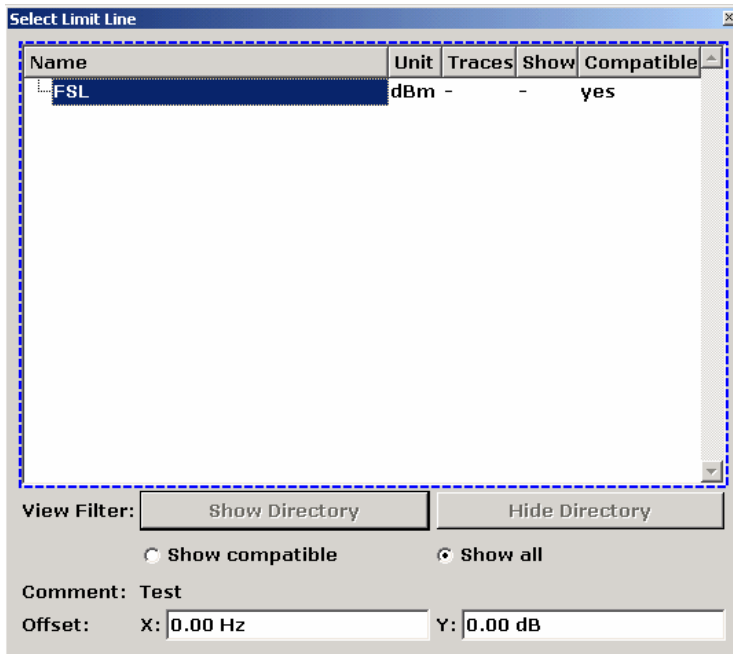 Select Limit Line
Name Unit Traces Show Compatible
FSL dBm - - yes
View Filter: Show Directory Hide Directory
Show compatible Show all
Comment: Test
Offset: X: 0.00 Hz Y: 0.00 dB